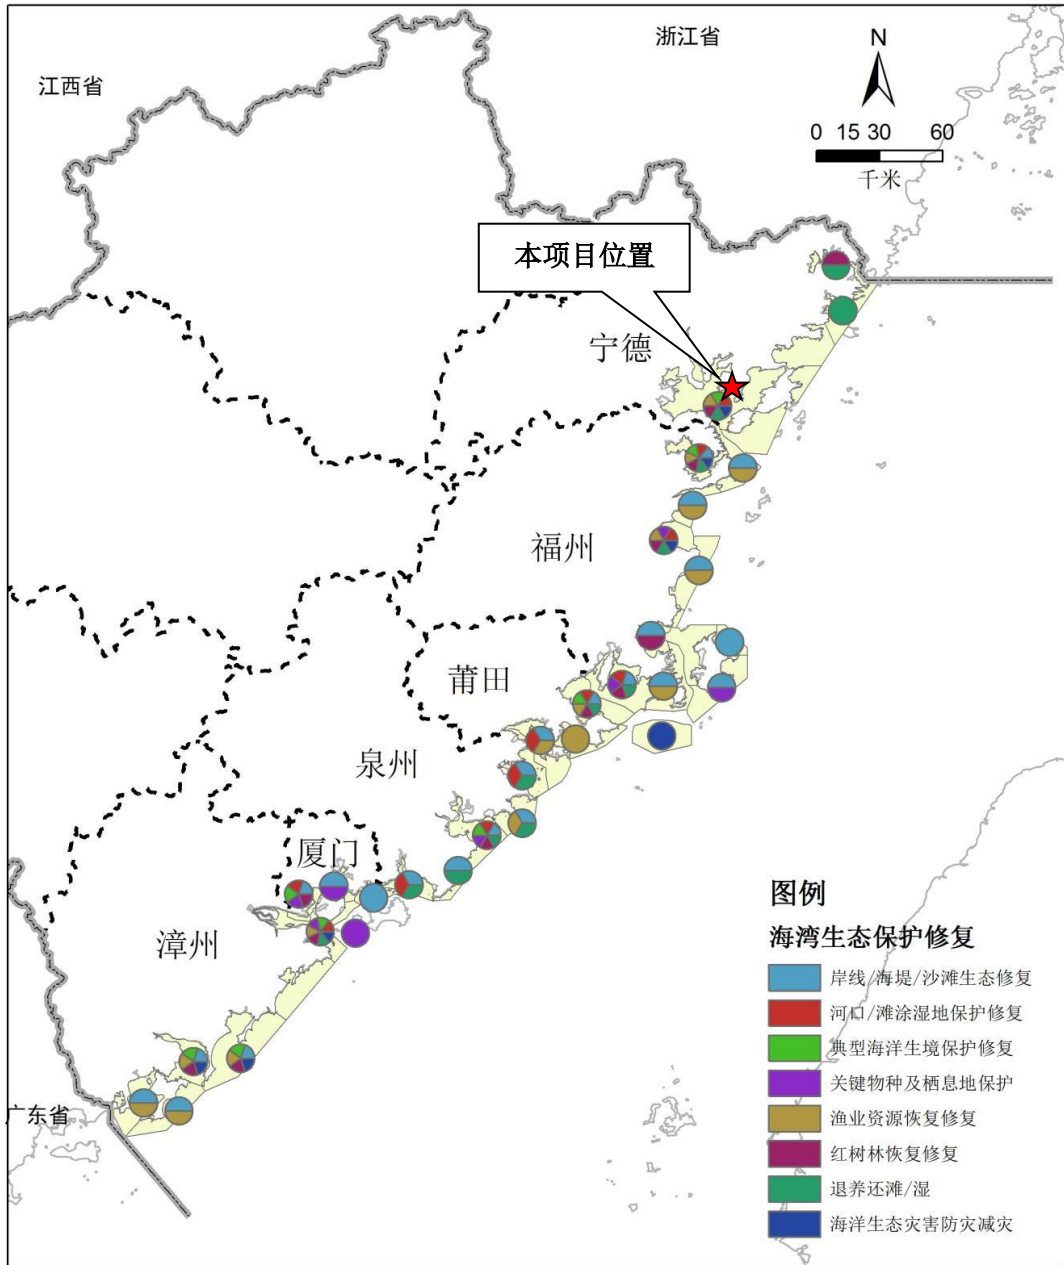 浙江省
江西省
N
0 15 30 60
千米
本项目位置
宁德
福州
莆田
泉州
厦门
漳州
广东省
图例
海湾生态保护修复
岸线/海堤/沙滩生态修复
河口/滩涂湿地保护修复
典型海洋生境保护修复
关键物种及栖息地保护
渔业资源恢复修复
红树林恢复修复
退养还滩/湿
海洋生态灾害防灾减灾